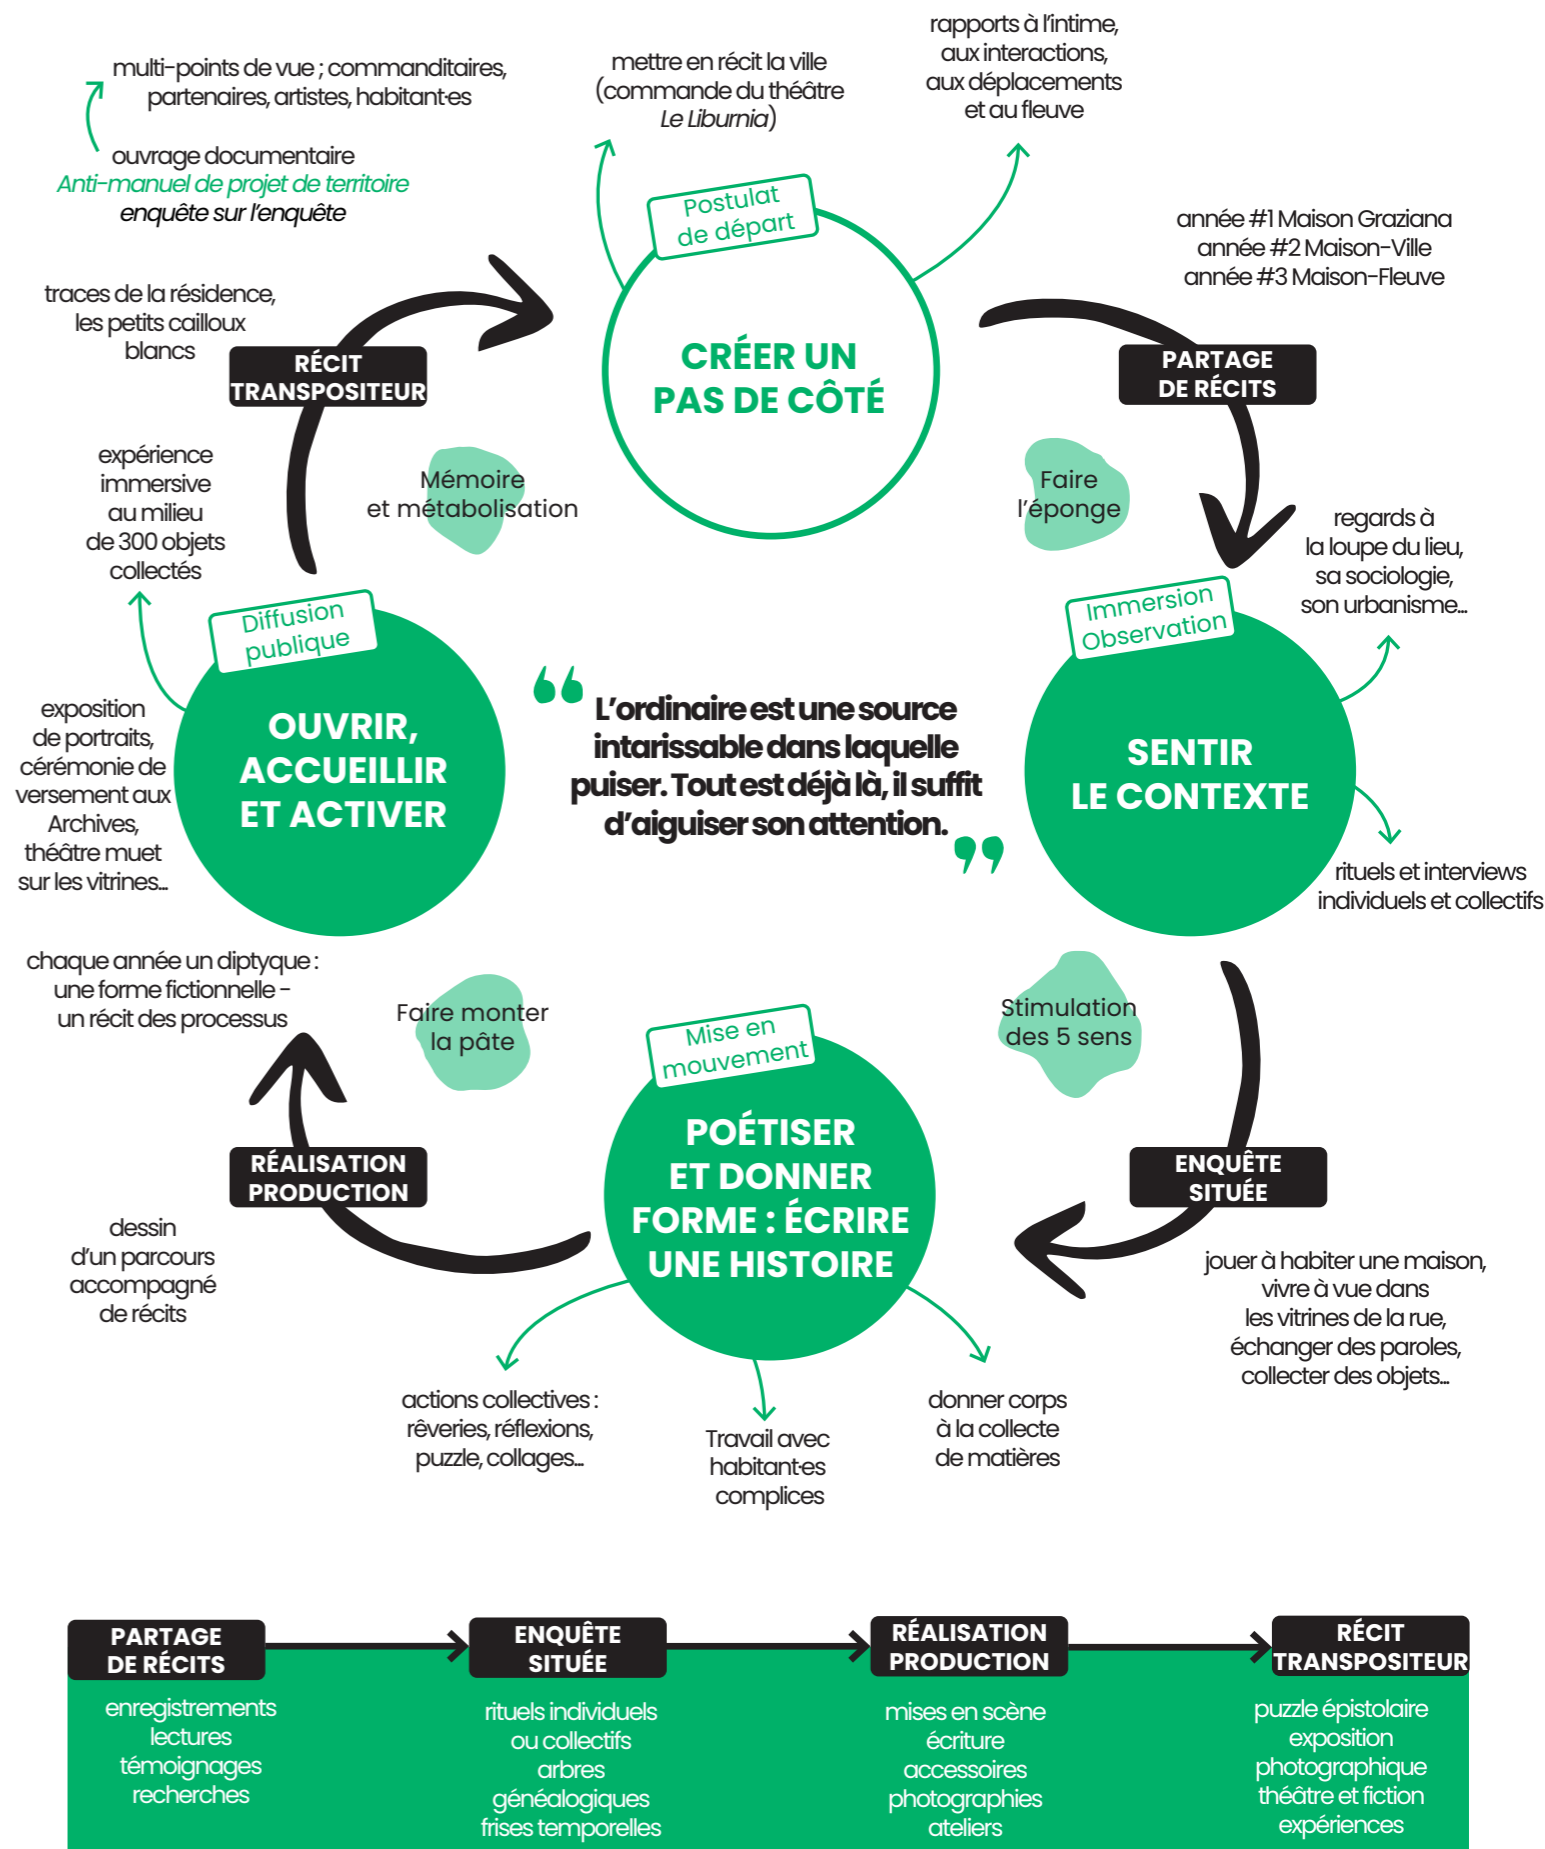 multi-points de vue ; commanditaires,
partenaires, artistes, habitant·es
ouvrage documentaire
Anti-manuel de projet de territoire
enquête sur l'enquête
mettre en récit la ville
(commande du théâtre
Le Liburnia)
rapports à l'intime,
aux interactions,
aux déplacements
et au fleuve
Postulat
de départ
CRÉER UN
PAS DE CÔTÉ
année #1 Maison Graziana
année #2 Maison-Ville
année #3 Maison-Fleuve
PARTAGE
DE RÉCITS
Faire
l'éponge
regards à
la loupe du lieu,
sa sociologie,
son urbanisme...
Immersion
Observation
SENTIR
LE CONTEXTE
rituels et interviews
individuels et collectifs
Stimulation
des 5 sens
ENQUÊTE
SITUÉE
jouer à habiter une maison,
vivre à vue dans
les vitrines de la rue,
échanger des paroles,
collecter des objets...
Mise en
mouvement
POÉTISER
ET DONNER
FORME : ÉCRIRE
UNE HISTOIRE
donner corps
à la collecte
de matières
Travail avec
habitant·es
complices
actions collectives :
rêveries, réflexions,
puzzle, collages...
Faire monter
la pâte
RÉALISATION
PRODUCTION
dessin
d'un parcours
accompagné
de récits
chaque année un diptyque :
une forme fictionnelle -
un récit des processus
Diffusion
publique
OUVRIR,
ACCUEILLIR
ET ACTIVER
exposition
de portraits,
cérémonie de
versement aux
Archives,
théâtre muet
sur les vitrines...
expérience
immersive
au milieu
de 300 objets
collectés
Mémoire
et métabolisation
RÉCIT
TRANSPOSITEUR
traces de la résidence,
les petits cailloux
blancs
“ L'ordinaire est une source
intarissable dans laquelle
puiser. Tout est déjà là, il suffit
d'aiguiser son attention. ”
PARTAGE
DE RÉCITS
enregistrements
lectures
témoignages
recherches
ENQUÊTE
SITUÉE
rituels individuels
ou collectifs
arbres
généalogiques
frises temporelles
RÉALISATION
PRODUCTION
mises en scène
écriture
accessoires
photographies
ateliers
RÉCIT
TRANSPOSITEUR
puzzle épistolaire
exposition
photographique
théâtre et fiction
expériences